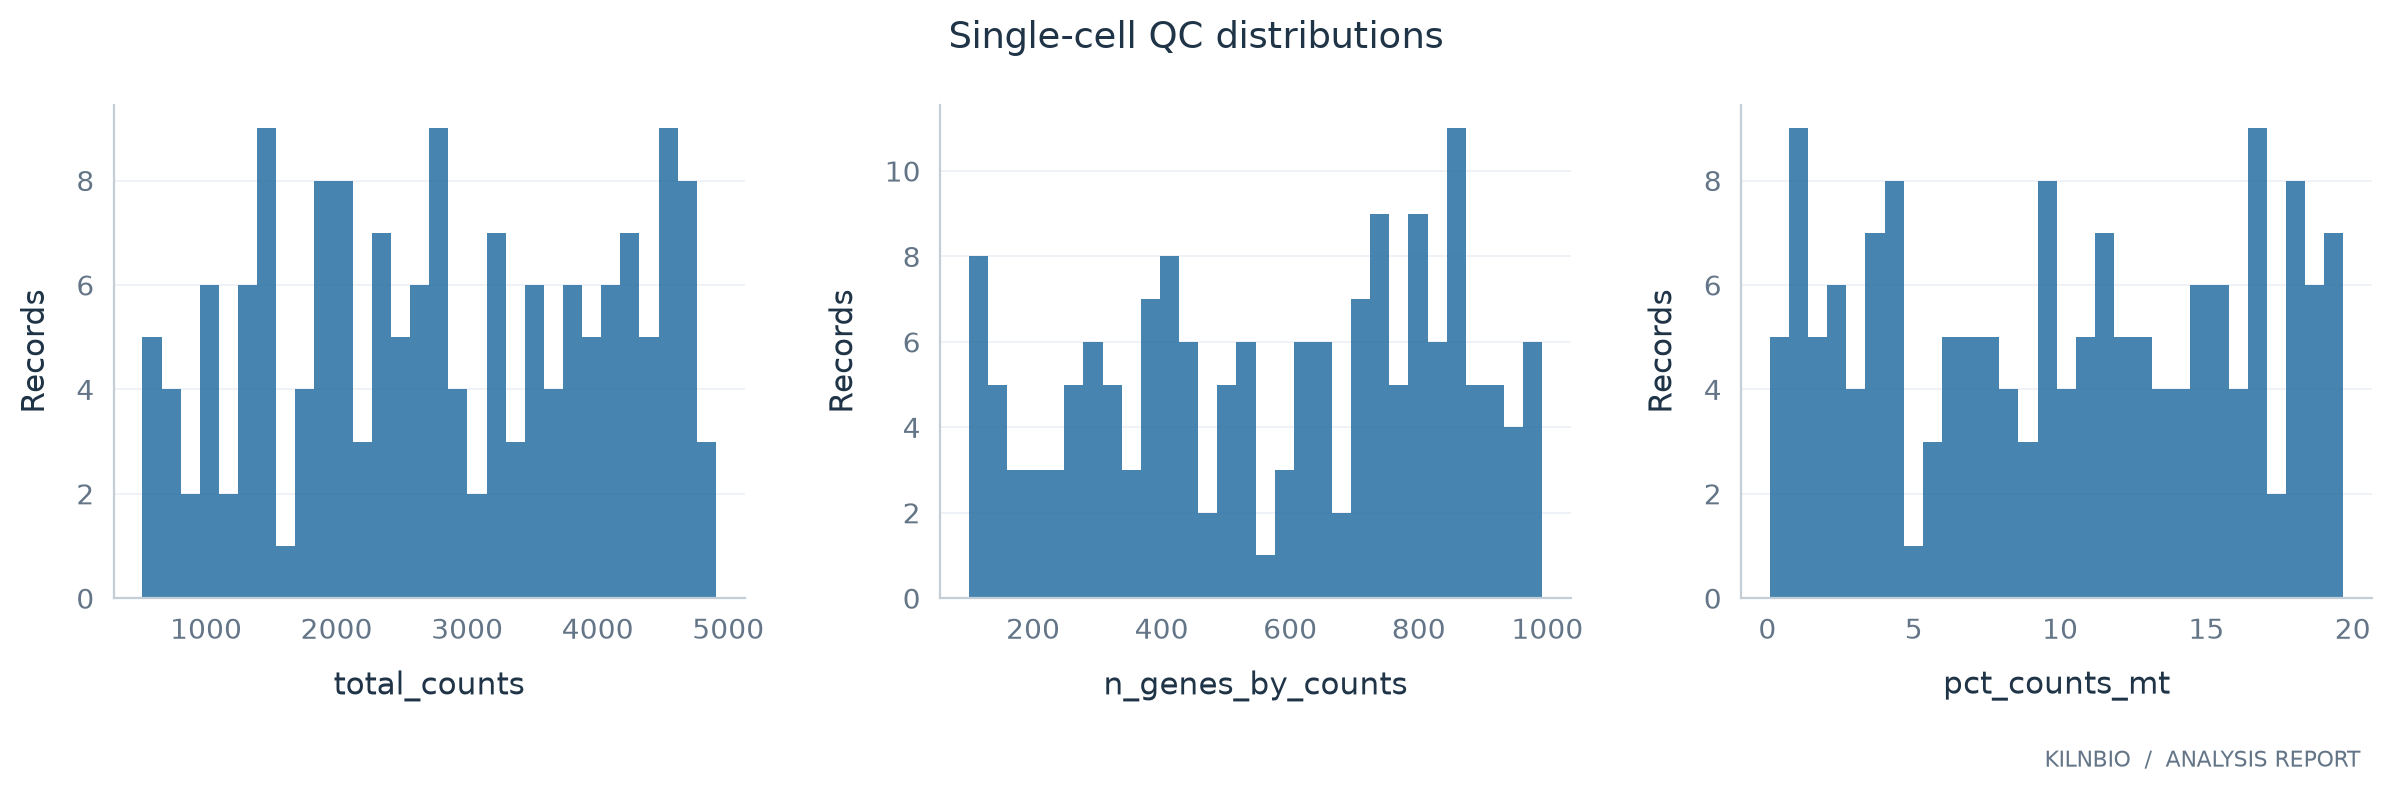 Single-cell QC distributions
Records
8
6
4
2
0
1000 2000 3000 4000 5000
total_counts
Records
10
8
6
4
2
0
200 400 600 800 1000
n_genes_by_counts
Records
8
6
4
2
0
0 5 10 15 20
pct_counts_mt
KILNBIO / ANALYSIS REPORT